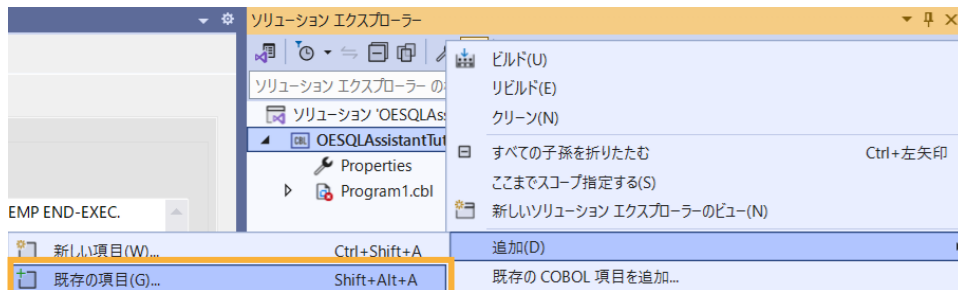 ソリューション エクスプローラー
ソリューション エクスプローラー の
ソリューション 'OESQLAss
OESQLAssistantTut
Properties
Program1.cbl
EMP END-EXEC.
ビルド(U)
リビルド(E)
クリーン(N)
すべての子孫を折りたたむ Ctrl+左矢印
ここまでスコープ指定する(S)
新しいソリューション エクスプローラーのビュー(N)
追加(D)
既存の COBOL 項目を追加...
新しい項目(W)... Ctrl+Shift+A
既存の項目(G)... Shift+Alt+A